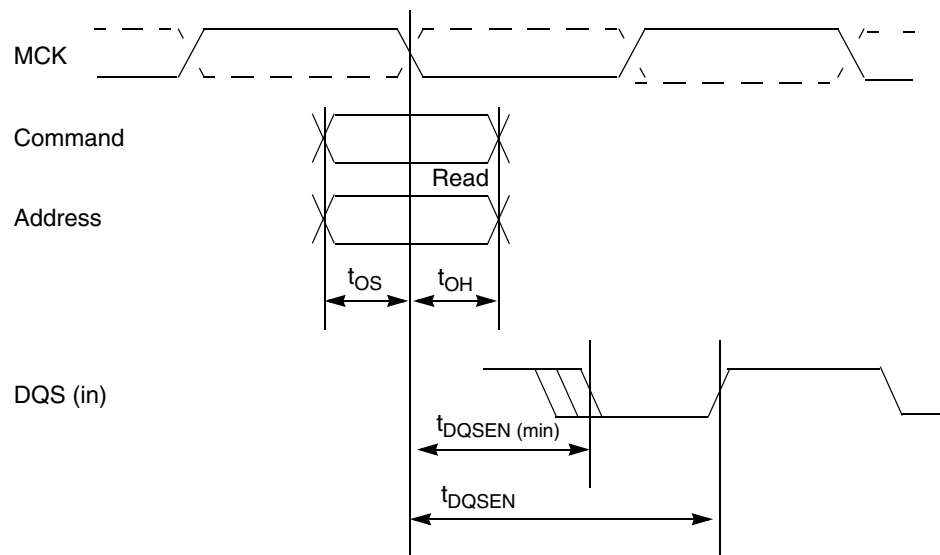 MCK
Command
Read
Address
tOS
tOH
DQS (in)
tDQSEN (min)
tDQSEN